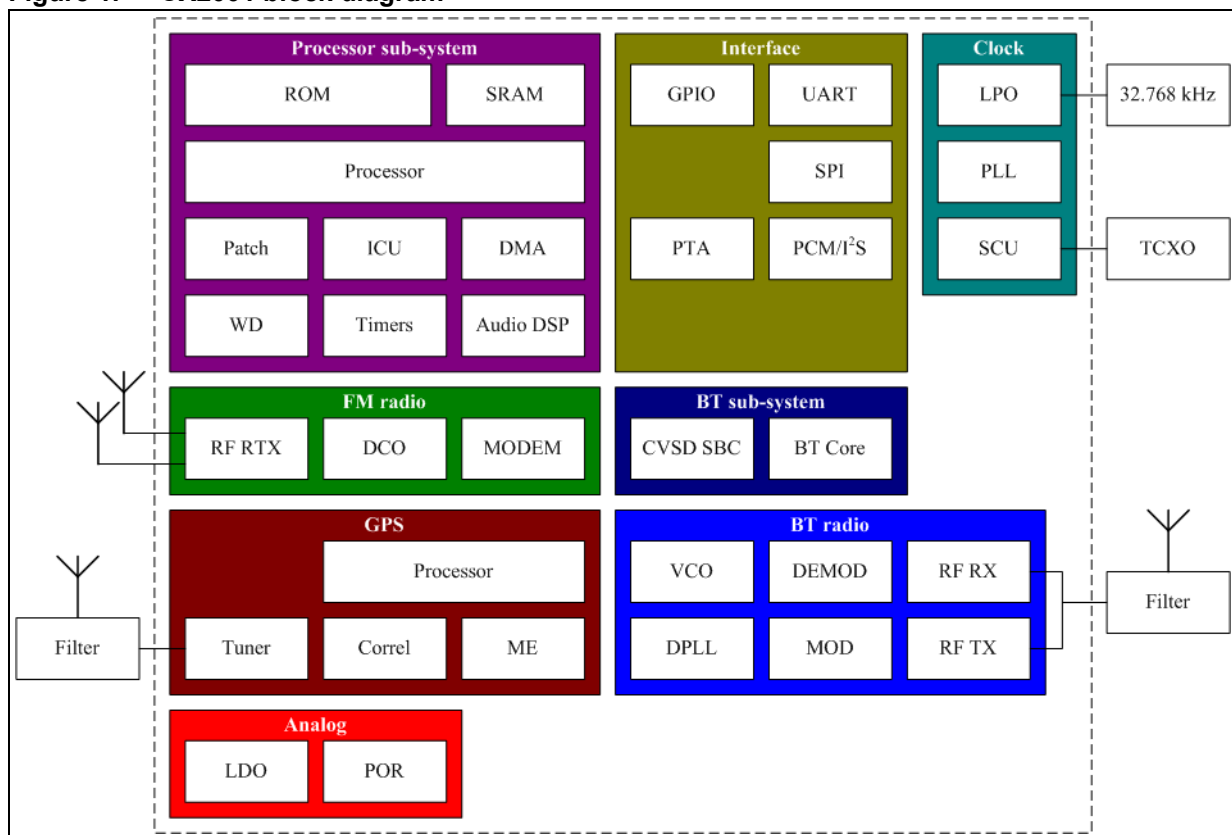 Processor sub-system
ROM
SRAM
Processor
Patch
ICU
DMA
WD
Timers
Audio DSP
Interface
GPIO
UART
SPI
PTA
PCM/I²S
Clock
LPO
PLL
SCU
32.768 kHz
TCXO
FM radio
RF RTX
DCO
MODEM
BT sub-system
CVSD SBC
BT Core
GPS
Processor
Tuner
Correl
ME
Filter
BT radio
VCO
DEMOD
RF RX
DPLL
MOD
RF TX
Filter
Analog
LDO
POR